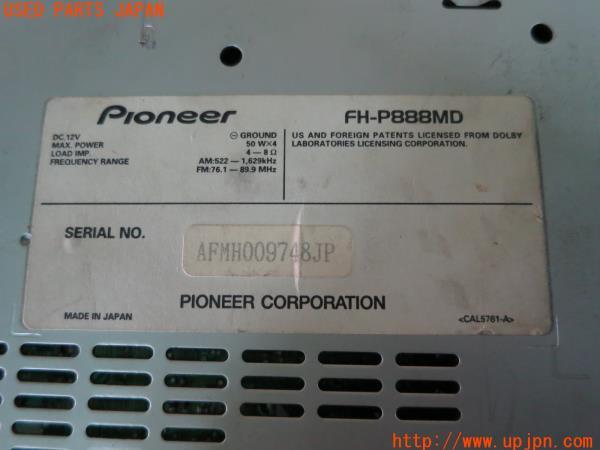 USED PARTS JAPAN
Pioneer
FH-P888MD
DC.12V ⊖ GROUND
MAX. POWER 50 W×4
LOAD IMP. 4 — 8 Ω
FREQUENCY RANGE AM:522 — 1,629kHz
FM:76.1 — 89.9 MHz
US AND FOREIGN PATENTS LICENSED FROM DOLBY
LABORATORIES LICENSING CORPORATION.
SERIAL NO. AFMH009748JP
PIONEER CORPORATION
MADE IN JAPAN
<CAL5761-A>
http://www.upjpn.com/